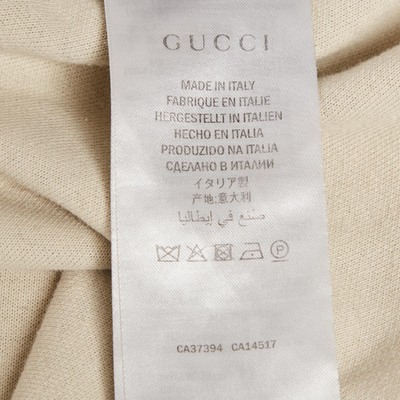 GUCCI
MADE IN ITALY
FABRIQUE EN ITALIE
HERGESTELLT IN ITALIEN
HECHO EN ITALIA
PRODUZIDO NA ITALIA
СДЕЛАНО В ИТАЛИИ
イタリア製
产地:意大利
صنع في إيطاليا
P
CA37394 CA14517